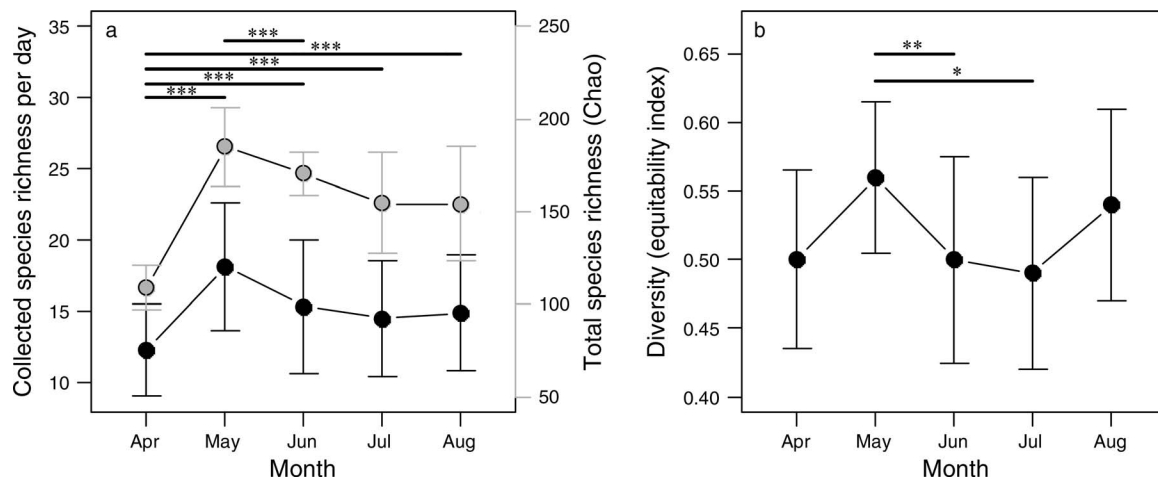 a
Collected species richness per day
35
30
25
20
15
10
***
***
***
***
***
250
200
150
100
50
Total species richness (Chao)
Apr May Jun Jul Aug
Month
b
Diversity (equitability index)
0.65
0.60
0.55
0.50
0.45
0.40
**
*
Apr May Jun Jul Aug
Month